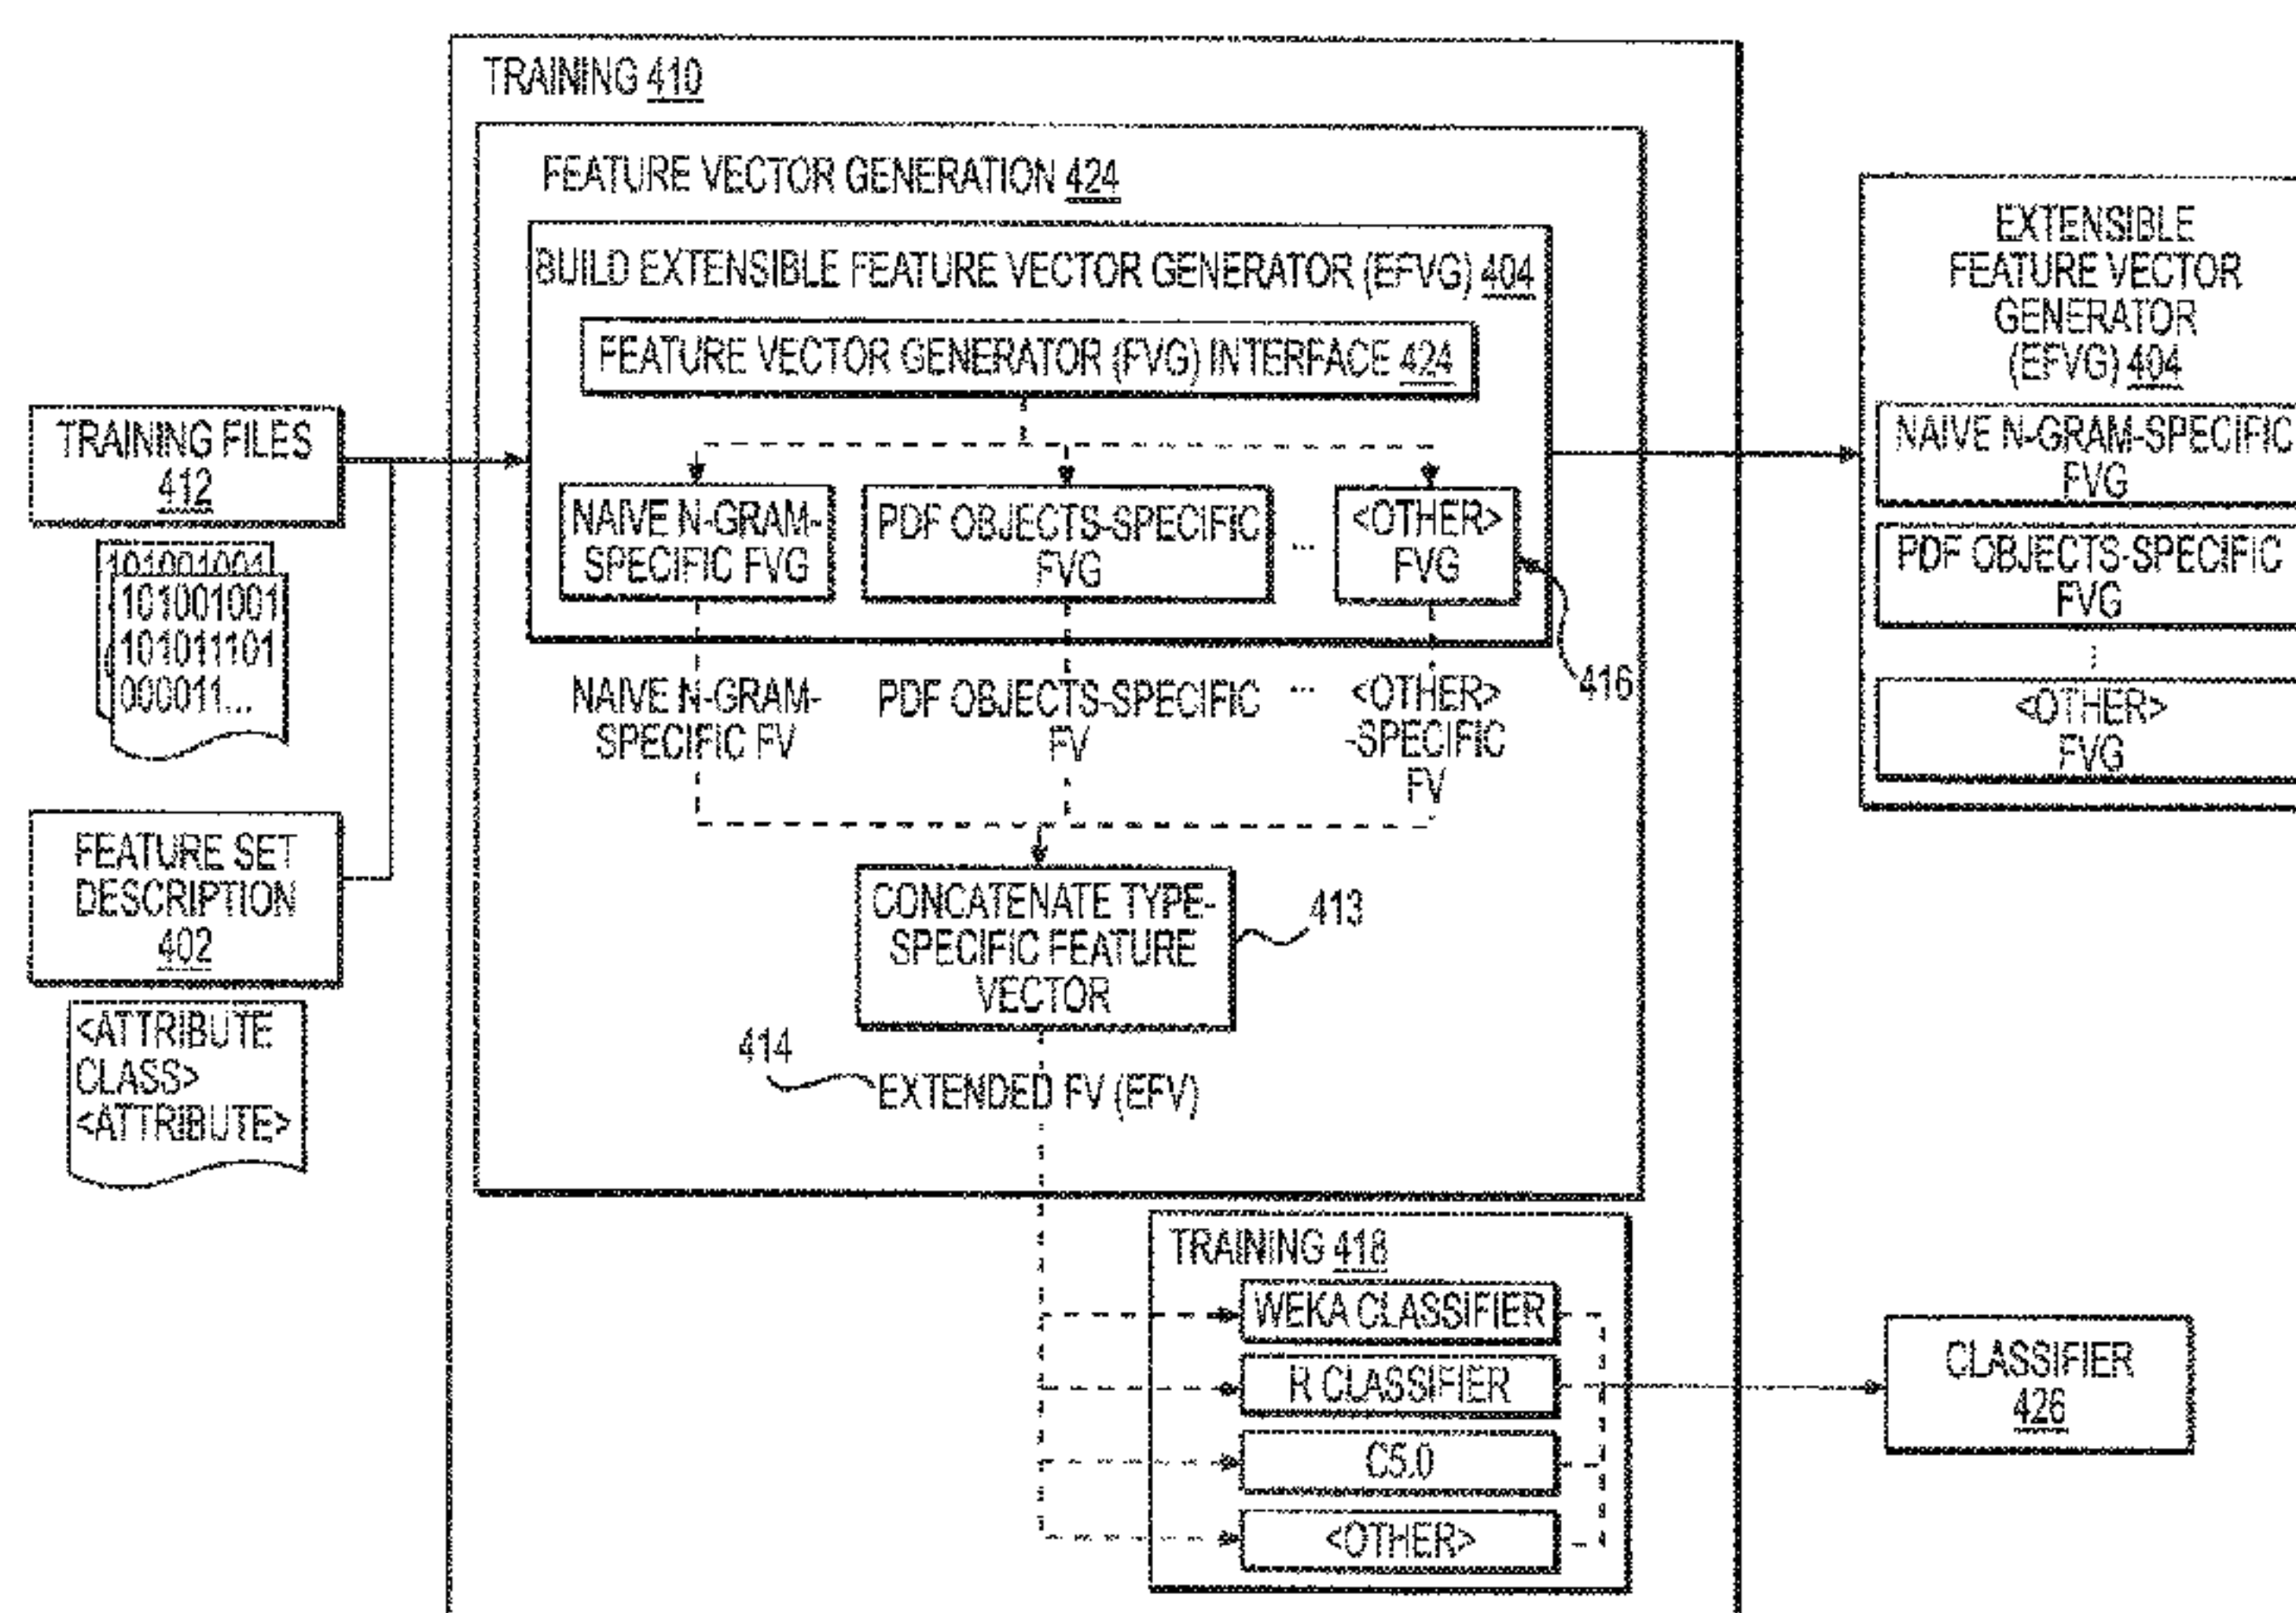 TRAINING 410
FEATURE VECTOR GENERATION 424
BUILD EXTENSIBLE FEATURE VECTOR GENERATOR (EFVG) 404
FEATURE VECTOR GENERATOR (FVG) INTERFACE 424
NAIVE N-GRAM-
SPECIFIC FVG
PDF OBJECTS-SPECIFIC
FVG
...
<OTHER>
FVG
416
NAIVE N-GRAM-
SPECIFIC FV
PDF OBJECTS-SPECIFIC
FV
...
<OTHER>
-SPECIFIC
FV
CONCATENATE TYPE-
SPECIFIC FEATURE
VECTOR
413
414
EXTENDED FV (EFV)
TRAINING FILES
412
101001001
101001001
101011101
000011...
FEATURE SET
DESCRIPTION
402
<ATTRIBUTE
CLASS>
<ATTRIBUTE>
TRAINING 418
WEKA CLASSIFIER
R CLASSIFIER
C5.0
<OTHER>
EXTENSIBLE
FEATURE VECTOR
GENERATOR
(EFVG) 404
NAIVE N-GRAM-SPECIFIC
FVG
PDF OBJECTS-SPECIFIC
FVG
⋮
<OTHER>
FVG
CLASSIFIER
426